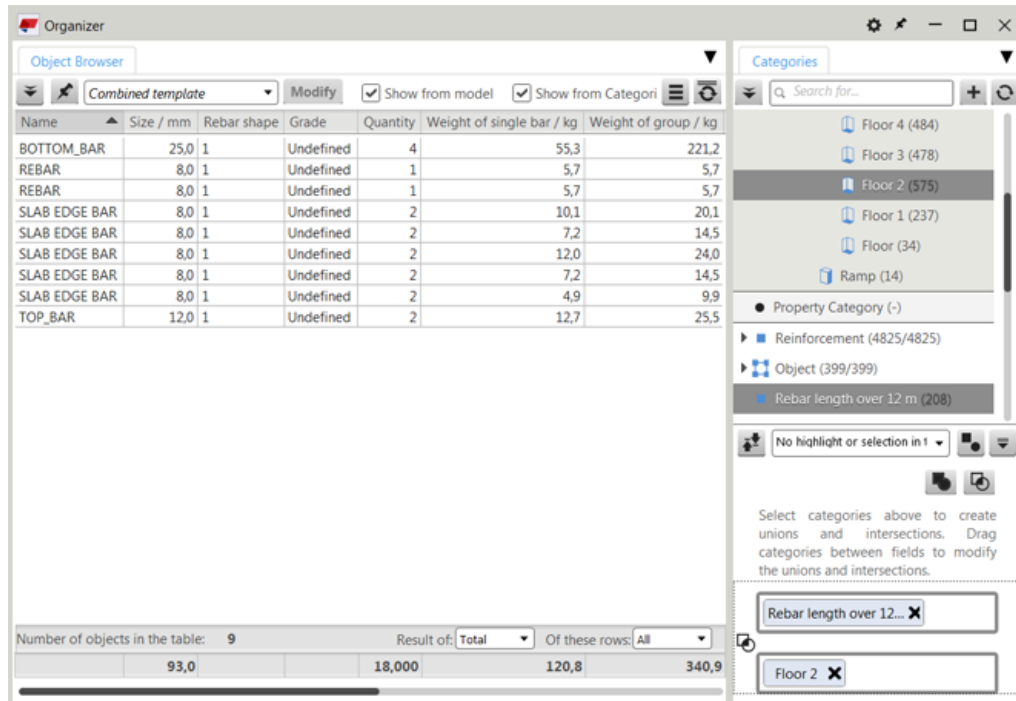 Organizer
Object Browser
Combined template Modify Show from model Show from Categori
Name Size / mm Rebar shape Grade Quantity Weight of single bar / kg Weight of group / kg
BOTTOM_BAR 25,0 1 Undefined 4 55,3 221,2
REBAR 8,0 1 Undefined 1 5,7 5,7
REBAR 8,0 1 Undefined 1 5,7 5,7
SLAB EDGE BAR 8,0 1 Undefined 2 10,1 20,1
SLAB EDGE BAR 8,0 1 Undefined 2 7,2 14,5
SLAB EDGE BAR 8,0 1 Undefined 2 12,0 24,0
SLAB EDGE BAR 8,0 1 Undefined 2 7,2 14,5
SLAB EDGE BAR 8,0 1 Undefined 2 4,9 9,9
TOP_BAR 12,0 1 Undefined 2 12,7 25,5
Number of objects in the table: 9 Result of: Total Of these rows: All
93,0 18,000 120,8 340,9
Categories
Search for...
Floor 4 (484)
Floor 3 (478)
Floor 2 (575)
Floor 1 (237)
Floor (34)
Ramp (14)
Property Category (-)
Reinforcement (4825/4825)
Object (399/399)
Rebar length over 12 m (208)
No highlight or selection in t
Select categories above to create
unions and intersections. Drag
categories between fields to modify
the unions and intersections.
Rebar length over 12...
Floor 2